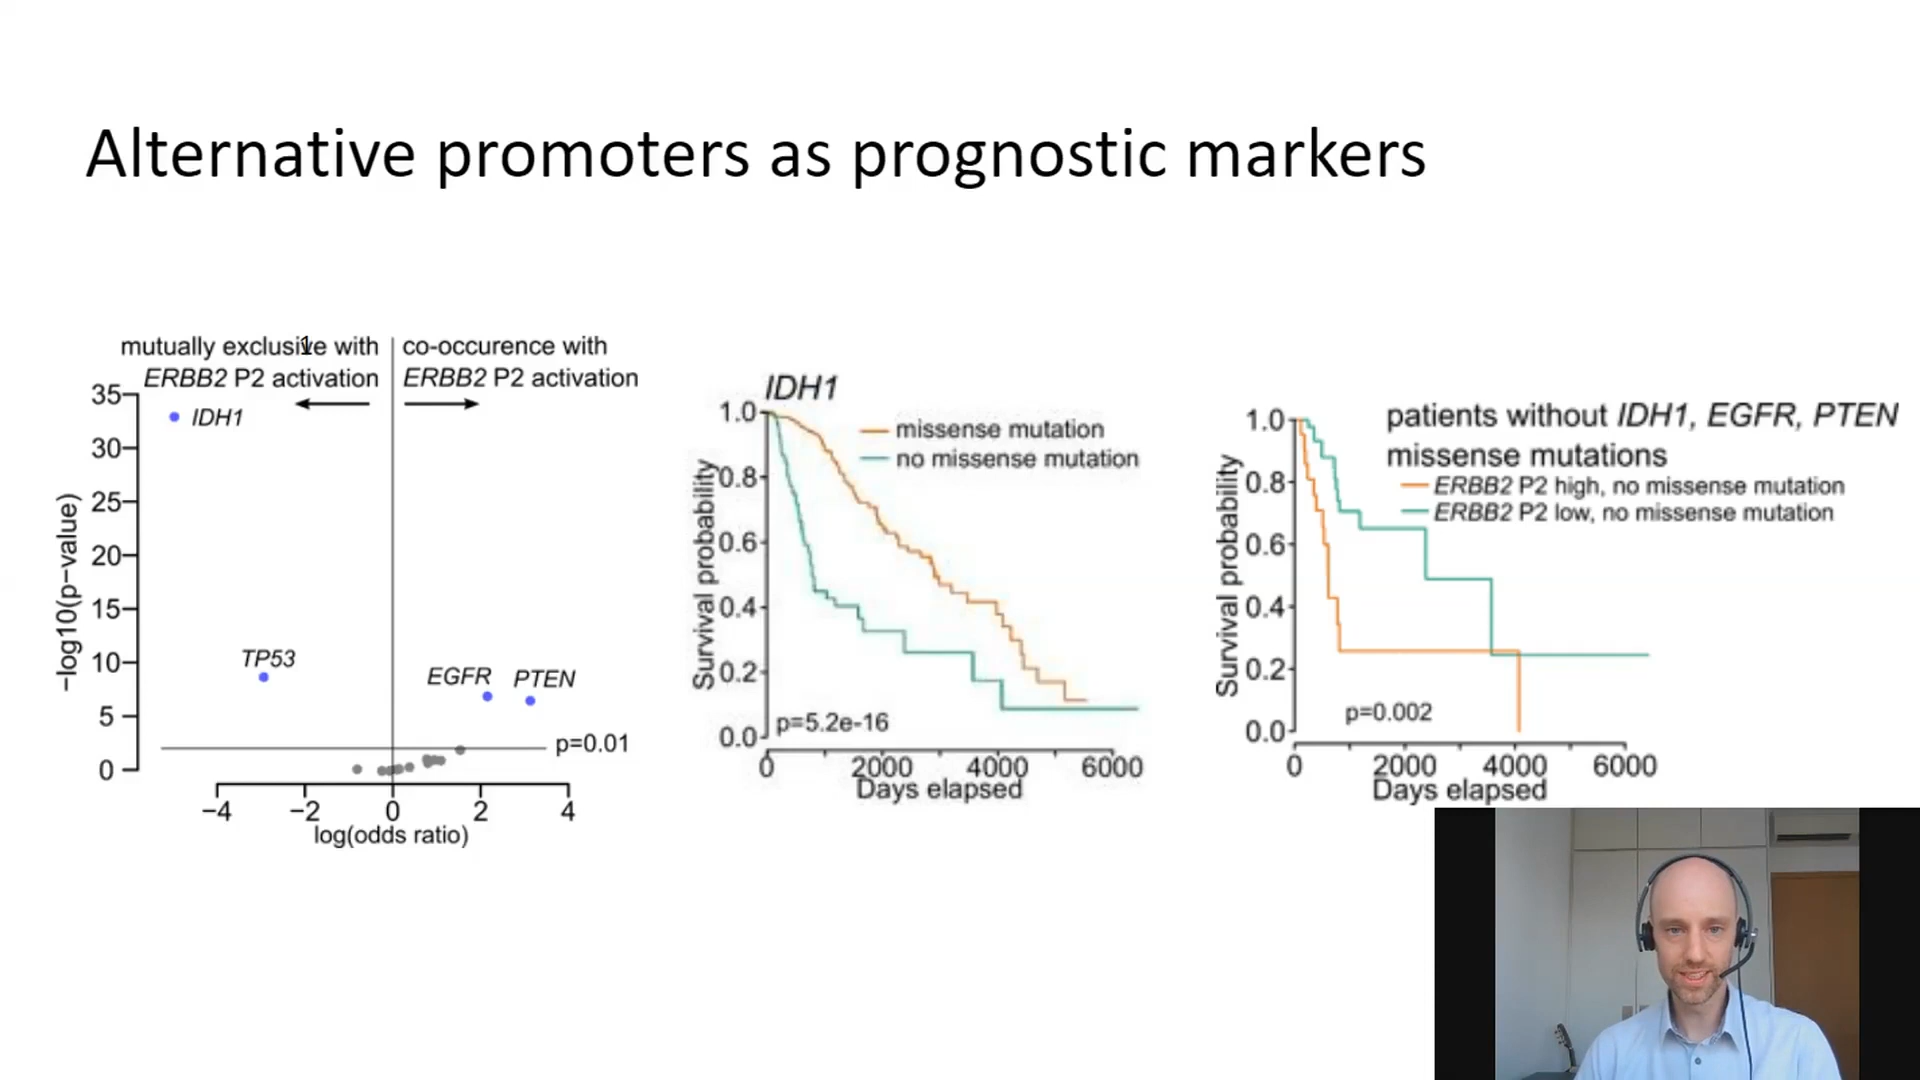 Alternative promoters as prognostic markers
mutually exclusive with
ERBB2 P2 activation
1
co-occurence with
ERBB2 P2 activation
−log10(p−value)
35
30
25
20
15
10
5
0
IDH1
TP53
EGFR
PTEN
p=0.01
−4
−2
0
2
4
log(odds ratio)
IDH1
Survival probability
1.0
0.8
0.6
0.4
0.2
0.0
missense mutation
no missense mutation
p=5.2e-16
0
2000
4000
6000
Days elapsed
patients without IDH1, EGFR, PTEN
missense mutations
ERBB2 P2 high, no missense mutation
ERBB2 P2 low, no missense mutation
Survival probability
1.0
0.8
0.6
0.4
0.2
0.0
p=0.002
0
2000
4000
6000
Days elapsed